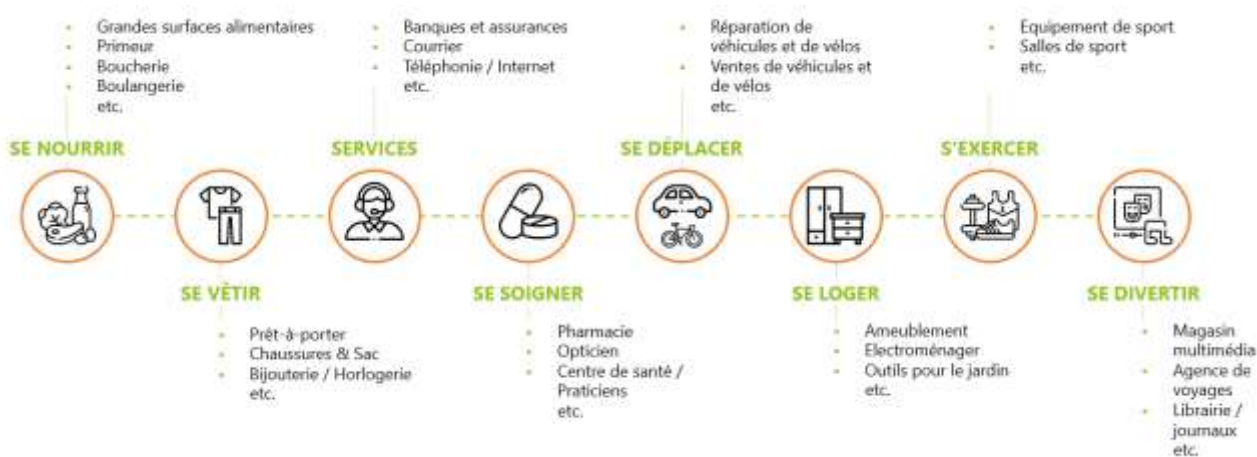 Grandes surfaces alimentaires
Primeur
Boucherie
Boulangerie
etc.
SE NOURRIR
Banques et assurances
Courrier
Téléphonie / Internet
etc.
SERVICES
Réparation de
véhicules et de vélos
Ventes de véhicules et
de vélos
etc.
SE DÉPLACER
Equipement de sport
Salles de sport
etc.
S'EXERCER
SE VÊTIR
Prêt-à-porter
Chaussures & Sac
Bijouterie / Horlogerie
etc.
SE SOIGNER
Pharmacie
Opticien
Centre de santé /
Praticiens
etc.
SE LOGER
Ameublement
Electroménager
Outils pour le jardin
etc.
SE DIVERTIR
Magasin
multimédia
Agence de
voyages
Librairie /
journaux
etc.